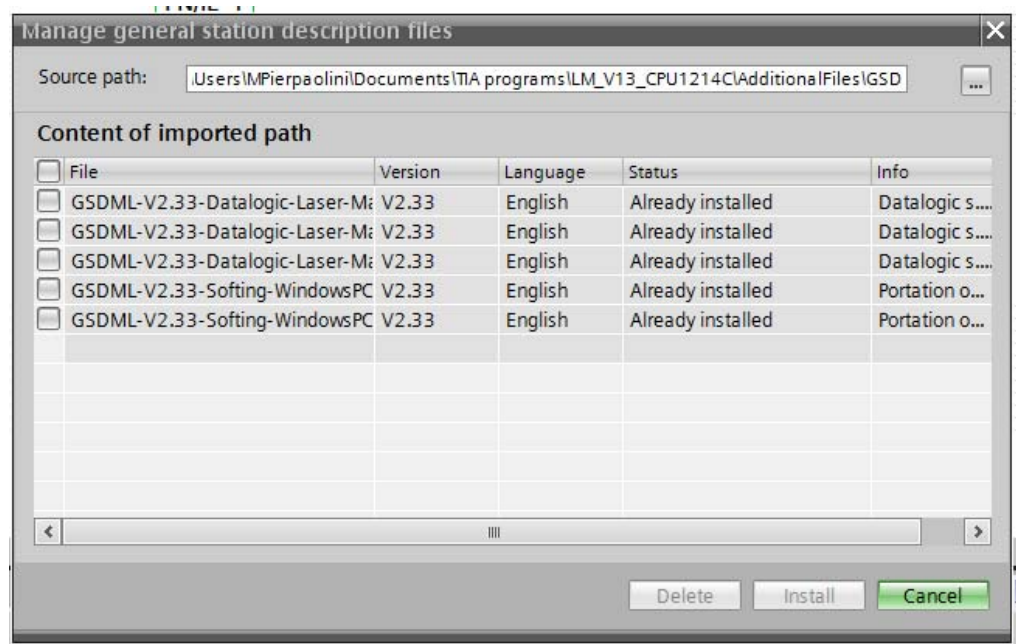 Manage general station description files
Source path: Users\MPierpaolini\Documents\TIA programs\LM_V13_CPU1214C\AdditionalFiles\GSD ...
Content of imported path
File Version Language Status Info
GSDML-V2.33-Datalogic-Laser-Ma V2.33 English Already installed Datalogic s....
GSDML-V2.33-Datalogic-Laser-Ma V2.33 English Already installed Datalogic s....
GSDML-V2.33-Datalogic-Laser-Ma V2.33 English Already installed Datalogic s....
GSDML-V2.33-Softing-WindowsPC V2.33 English Already installed Portation o...
GSDML-V2.33-Softing-WindowsPC V2.33 English Already installed Portation o...
Delete Install Cancel